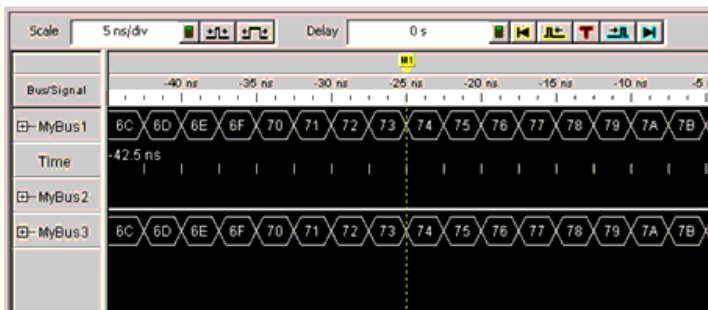 Scale 5 ns/div Delay 0 s T
M1
Bus/Signal -40 ns -35 ns -30 ns -25 ns -20 ns -15 ns -10 ns -5
MyBus1 6C 6D 6E 6F 70 71 72 73 74 75 76 77 78 79 7A 7B
Time -42.5 ns
MyBus2
MyBus3 6C 6D 6E 6F 70 71 72 73 74 75 76 77 78 79 7A 7B